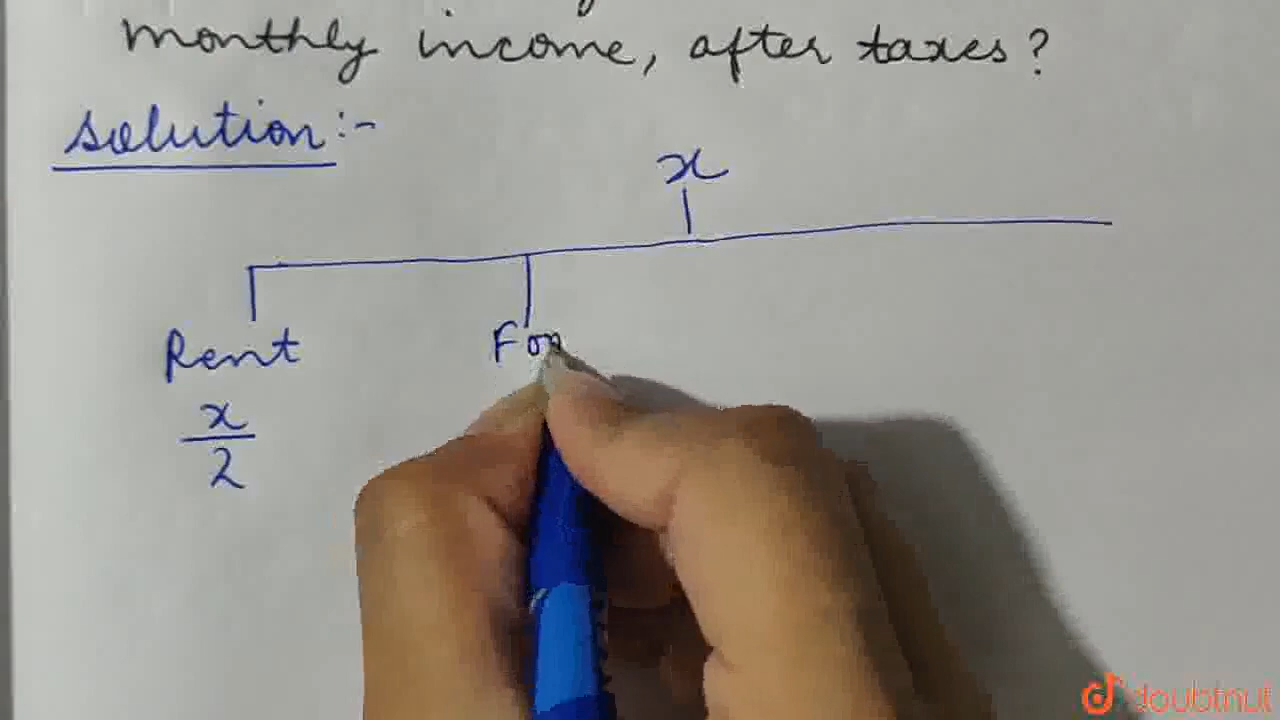 monthly income, after taxes?
Solution:-
x
Rent
x
2
doubtnut